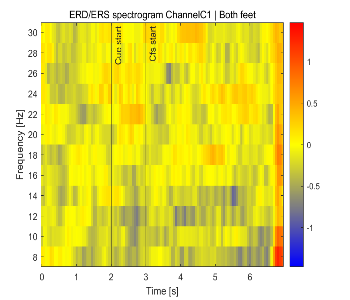 ERD/ERS spectrogram ChannelC1 | Both feet
Frequency [Hz]
30
28
26
24
22
20
18
16
14
12
10
8
Cue start
Cfs start
1
0.5
0
-0.5
-1
0 1 2 3 4 5 6
Time [s]